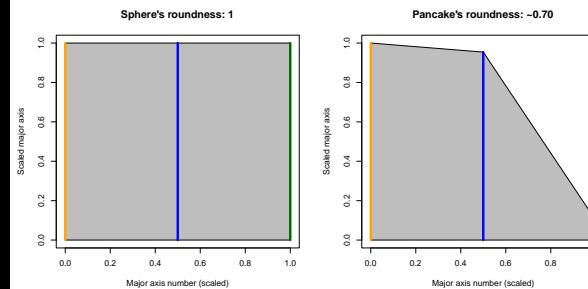 Sphere's roundness: 1
Scaled major axis
1.0
0.8
0.6
0.4
0.2
0.0
0.0 0.2 0.4 0.6 0.8 1.0
Major axis number (scaled)
Pancake's roundness: ~0.70
Scaled major axis
1.0
0.8
0.6
0.4
0.2
0.0
0.0 0.2 0.4 0.6 0.8
Major axis number (scaled)